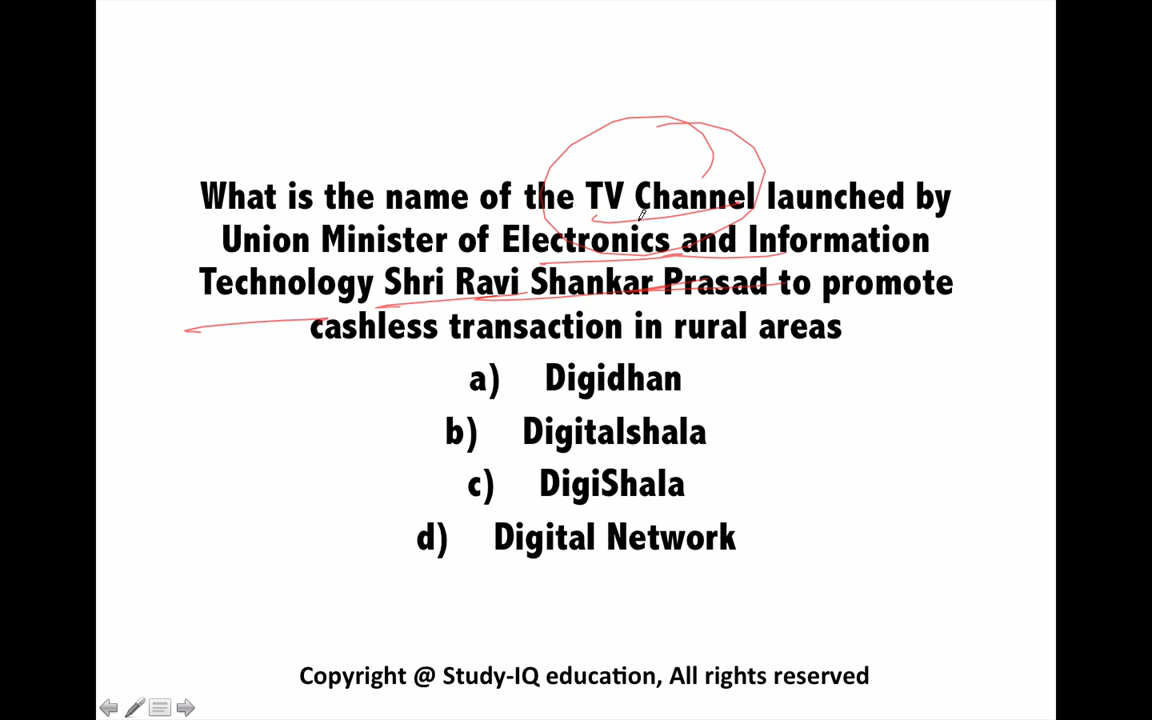 What is the name of the TV Channel launched by
Union Minister of Electronics and Information
Technology Shri Ravi Shankar Prasad to promote
cashless transaction in rural areas
a) Digidhan
b) Digitalshala
c) DigiShala
d) Digital Network
Copyright @ Study-IQ education, All rights reserved